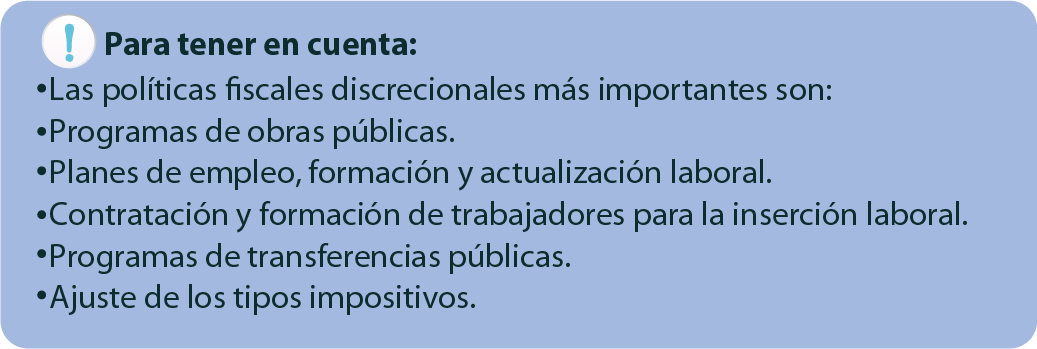 Para tener en cuenta:
•Las políticas fiscales discrecionales más importantes son:
•Programas de obras públicas.
•Planes de empleo, formación y actualización laboral.
•Contratación y formación de trabajadores para la inserción laboral.
•Programas de transferencias públicas.
•Ajuste de los tipos impositivos.